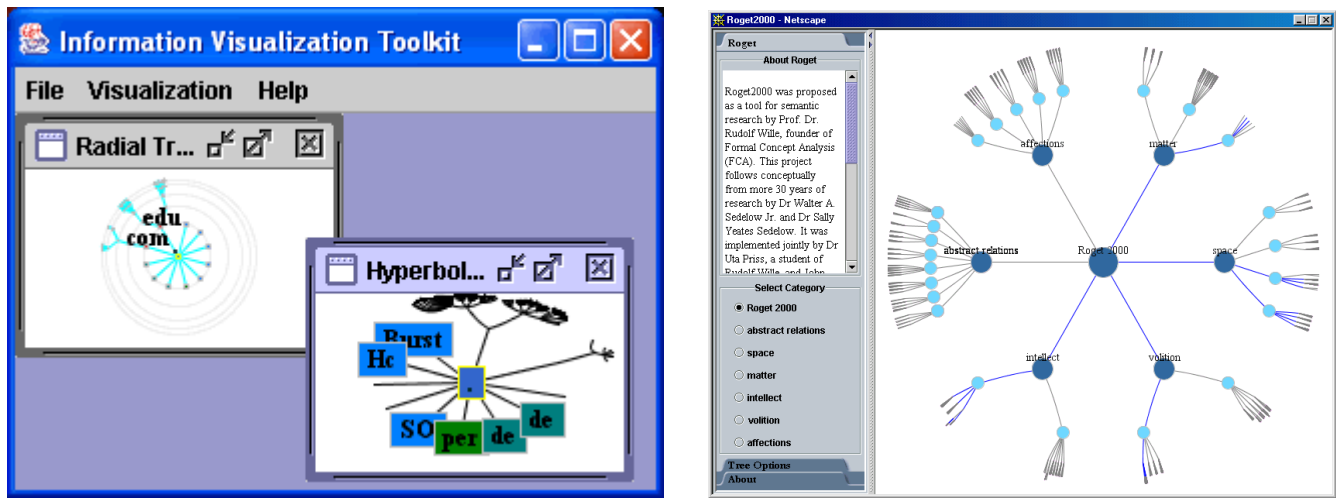 Information Visualization Toolkit
File Visualization Help
Radial Tr...
edu
com
Hyperbol...
Burst
Hc
SO
per
de
de
Roget2000 - Netscape
Roget
About Roget
Roget2000 was proposed
as a tool for semantic
research by Prof. Dr.
Rudolf Wille, founder of
Formal Concept Analysis
(FCA). This project
follows conceptually
from more 30 years of
research by Dr Walter A.
Sedelow Jr. and Dr Sally
Yeates Sedelow. It was
implemented jointly by Dr
Uta Priss, a student of
Rudolf Wille, and John
Select Category
Roget 2000
abstract relations
space
matter
intellect
volition
affections
Tree Options
About
affections
matter
abstract relations
Roget 2000
space
intellect
volition